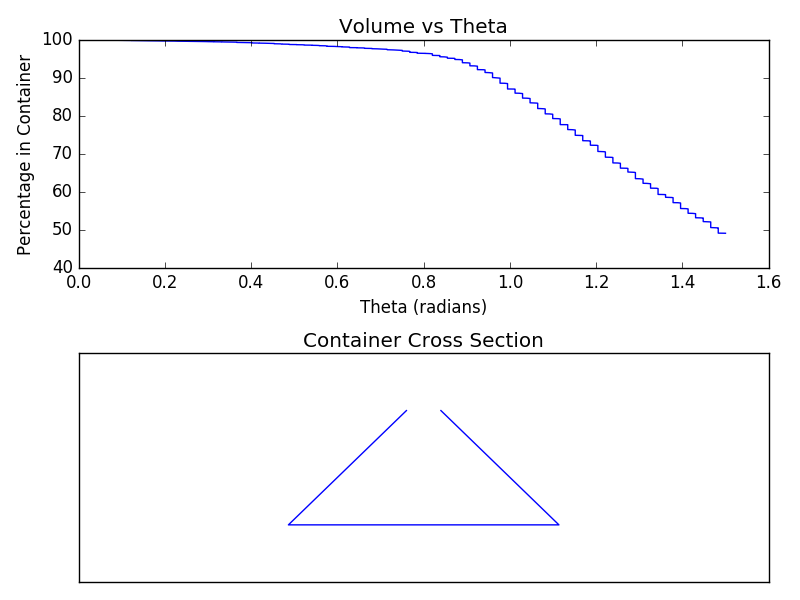 Volume vs Theta
100
90
80
70
60
50
40
Percentage in Container
0.0 0.2 0.4 0.6 0.8 1.0 1.2 1.4 1.6
Theta (radians)
Container Cross Section